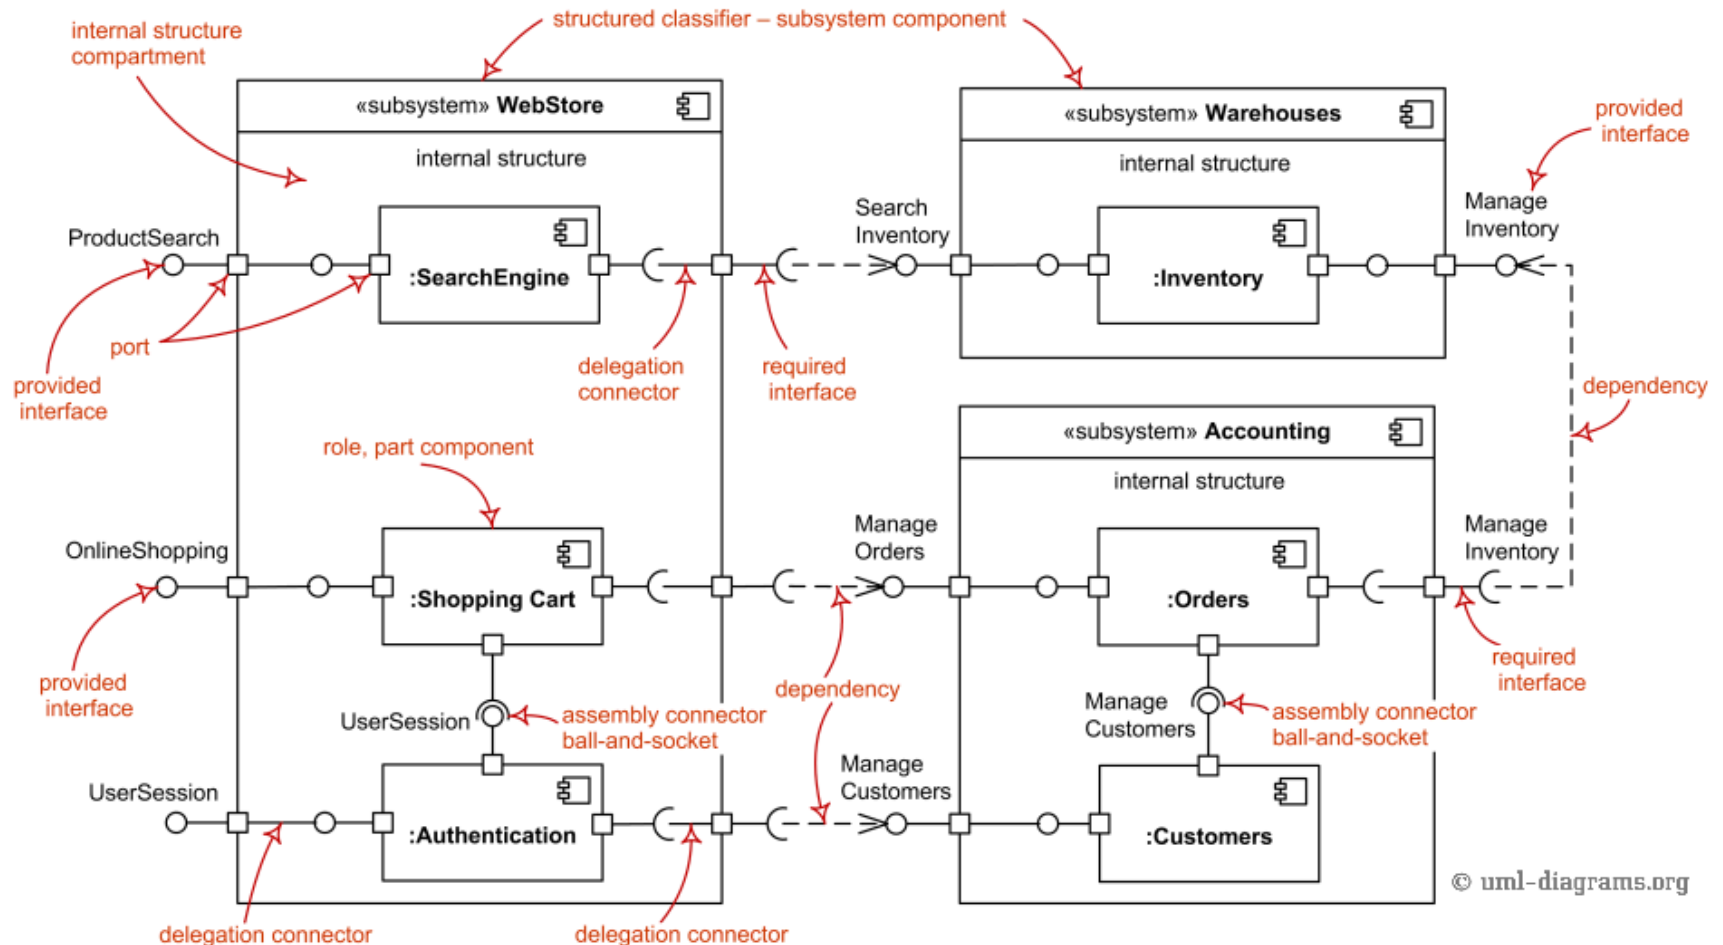 structured classifier – subsystem component
internal structure
compartment
«subsystem» WebStore
«subsystem» Warehouses
provided
interface
internal structure
internal structure
ProductSearch
Search
Inventory
Manage
Inventory
:SearchEngine
:Inventory
port
provided
interface
delegation
connector
required
interface
dependency
role, part component
«subsystem» Accounting
internal structure
OnlineShopping
Manage
Orders
Manage
Inventory
:Shopping Cart
:Orders
provided
interface
dependency
required
interface
UserSession
assembly connector
ball-and-socket
Manage
Customers
assembly connector
ball-and-socket
UserSession
Manage
Customers
:Authentication
:Customers
© uml-diagrams.org
delegation connector
delegation connector